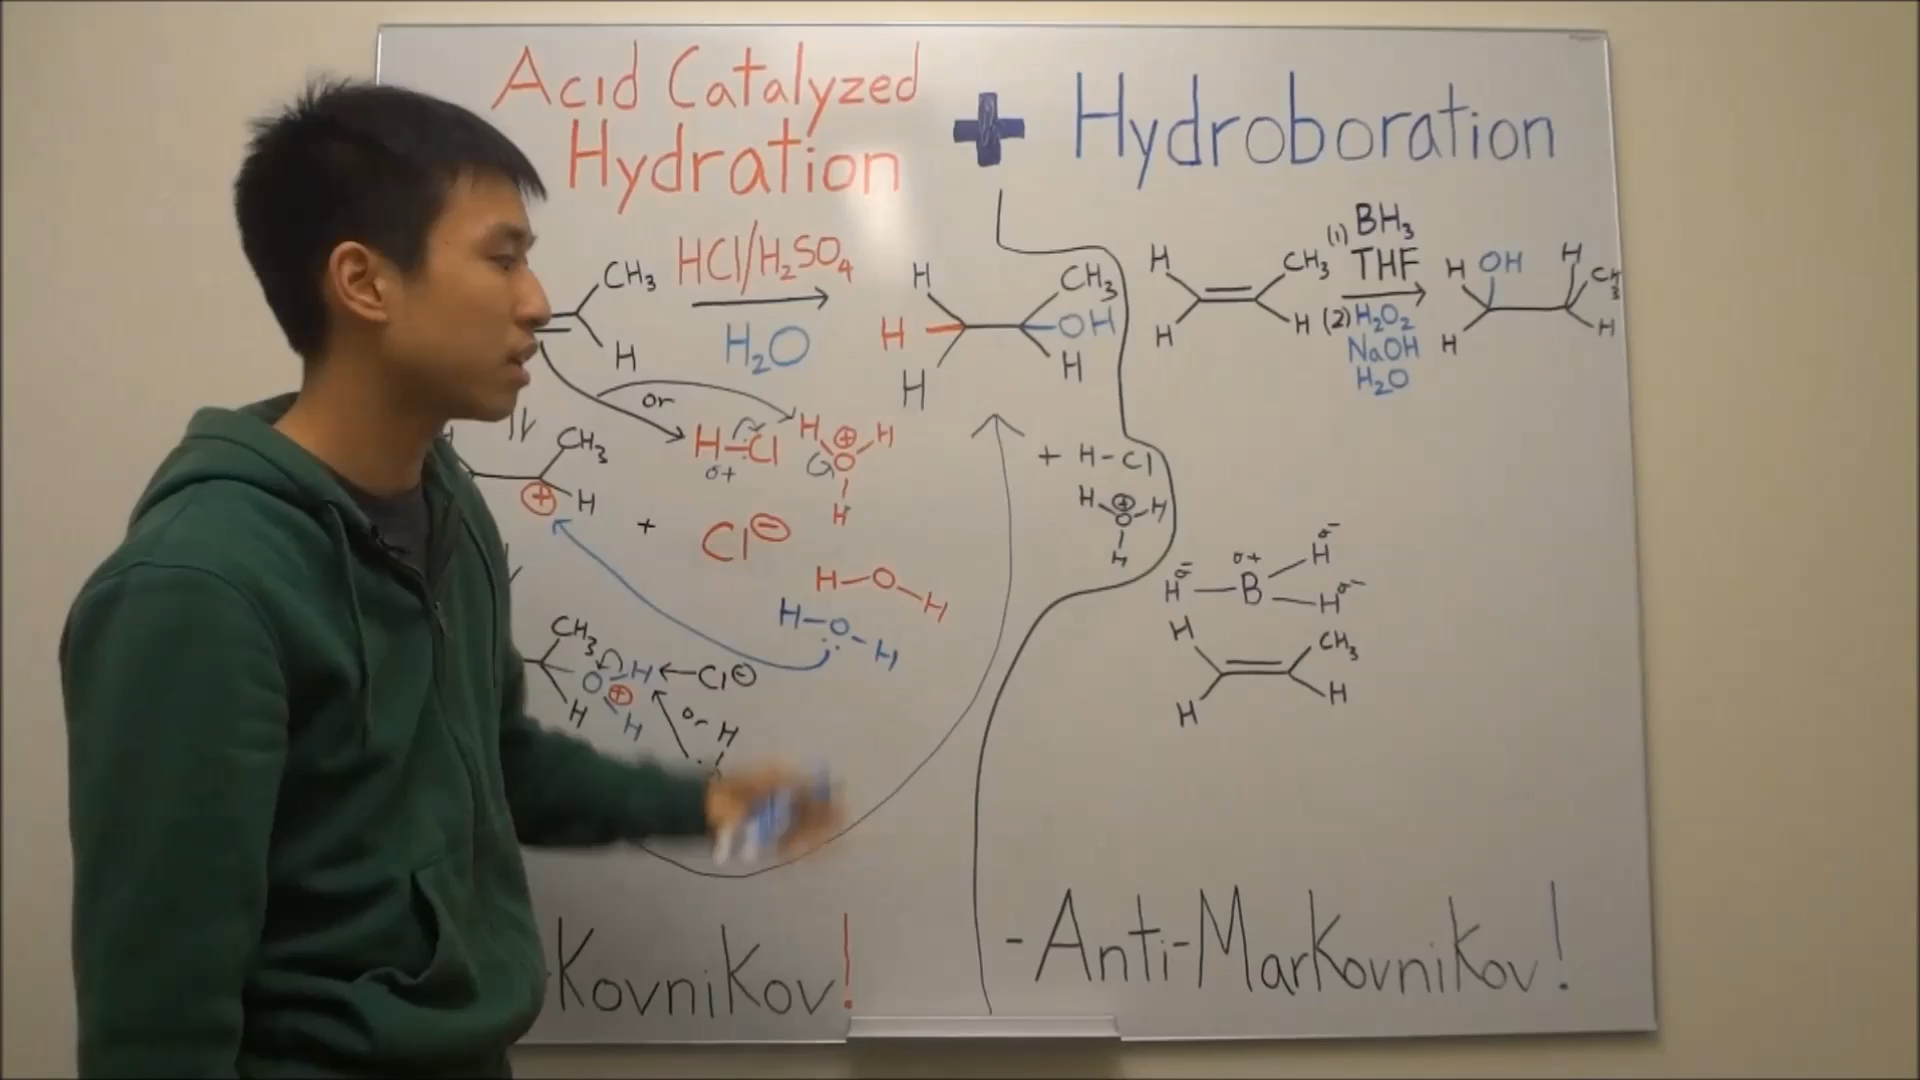 Acid Catalyzed
Hydration
+ Hydroboration
CH₃
H
HCl/H₂SO₄
H₂O
H
H
H
CH₃
OH
H
or
H-Cl
σ+
H
⊕
O
H
H
CH₃
⊕
H
+ Cl⊖
H-O-H
H-O-H
CH₃
O
H
⊕
H
H
Cl⊖
or
H
+ H-Cl
H
⊕
O
H
H
-Kovnikov!
H
H
CH₃
H
(1) BH₃
THF
(2) H₂O₂
NaOH
H₂O
H
OH
H
H
CH₃
H
σ-
H
σ+
B
σ-
H
σ-
H
H
H
CH₃
H
-Anti-Markovnikov!